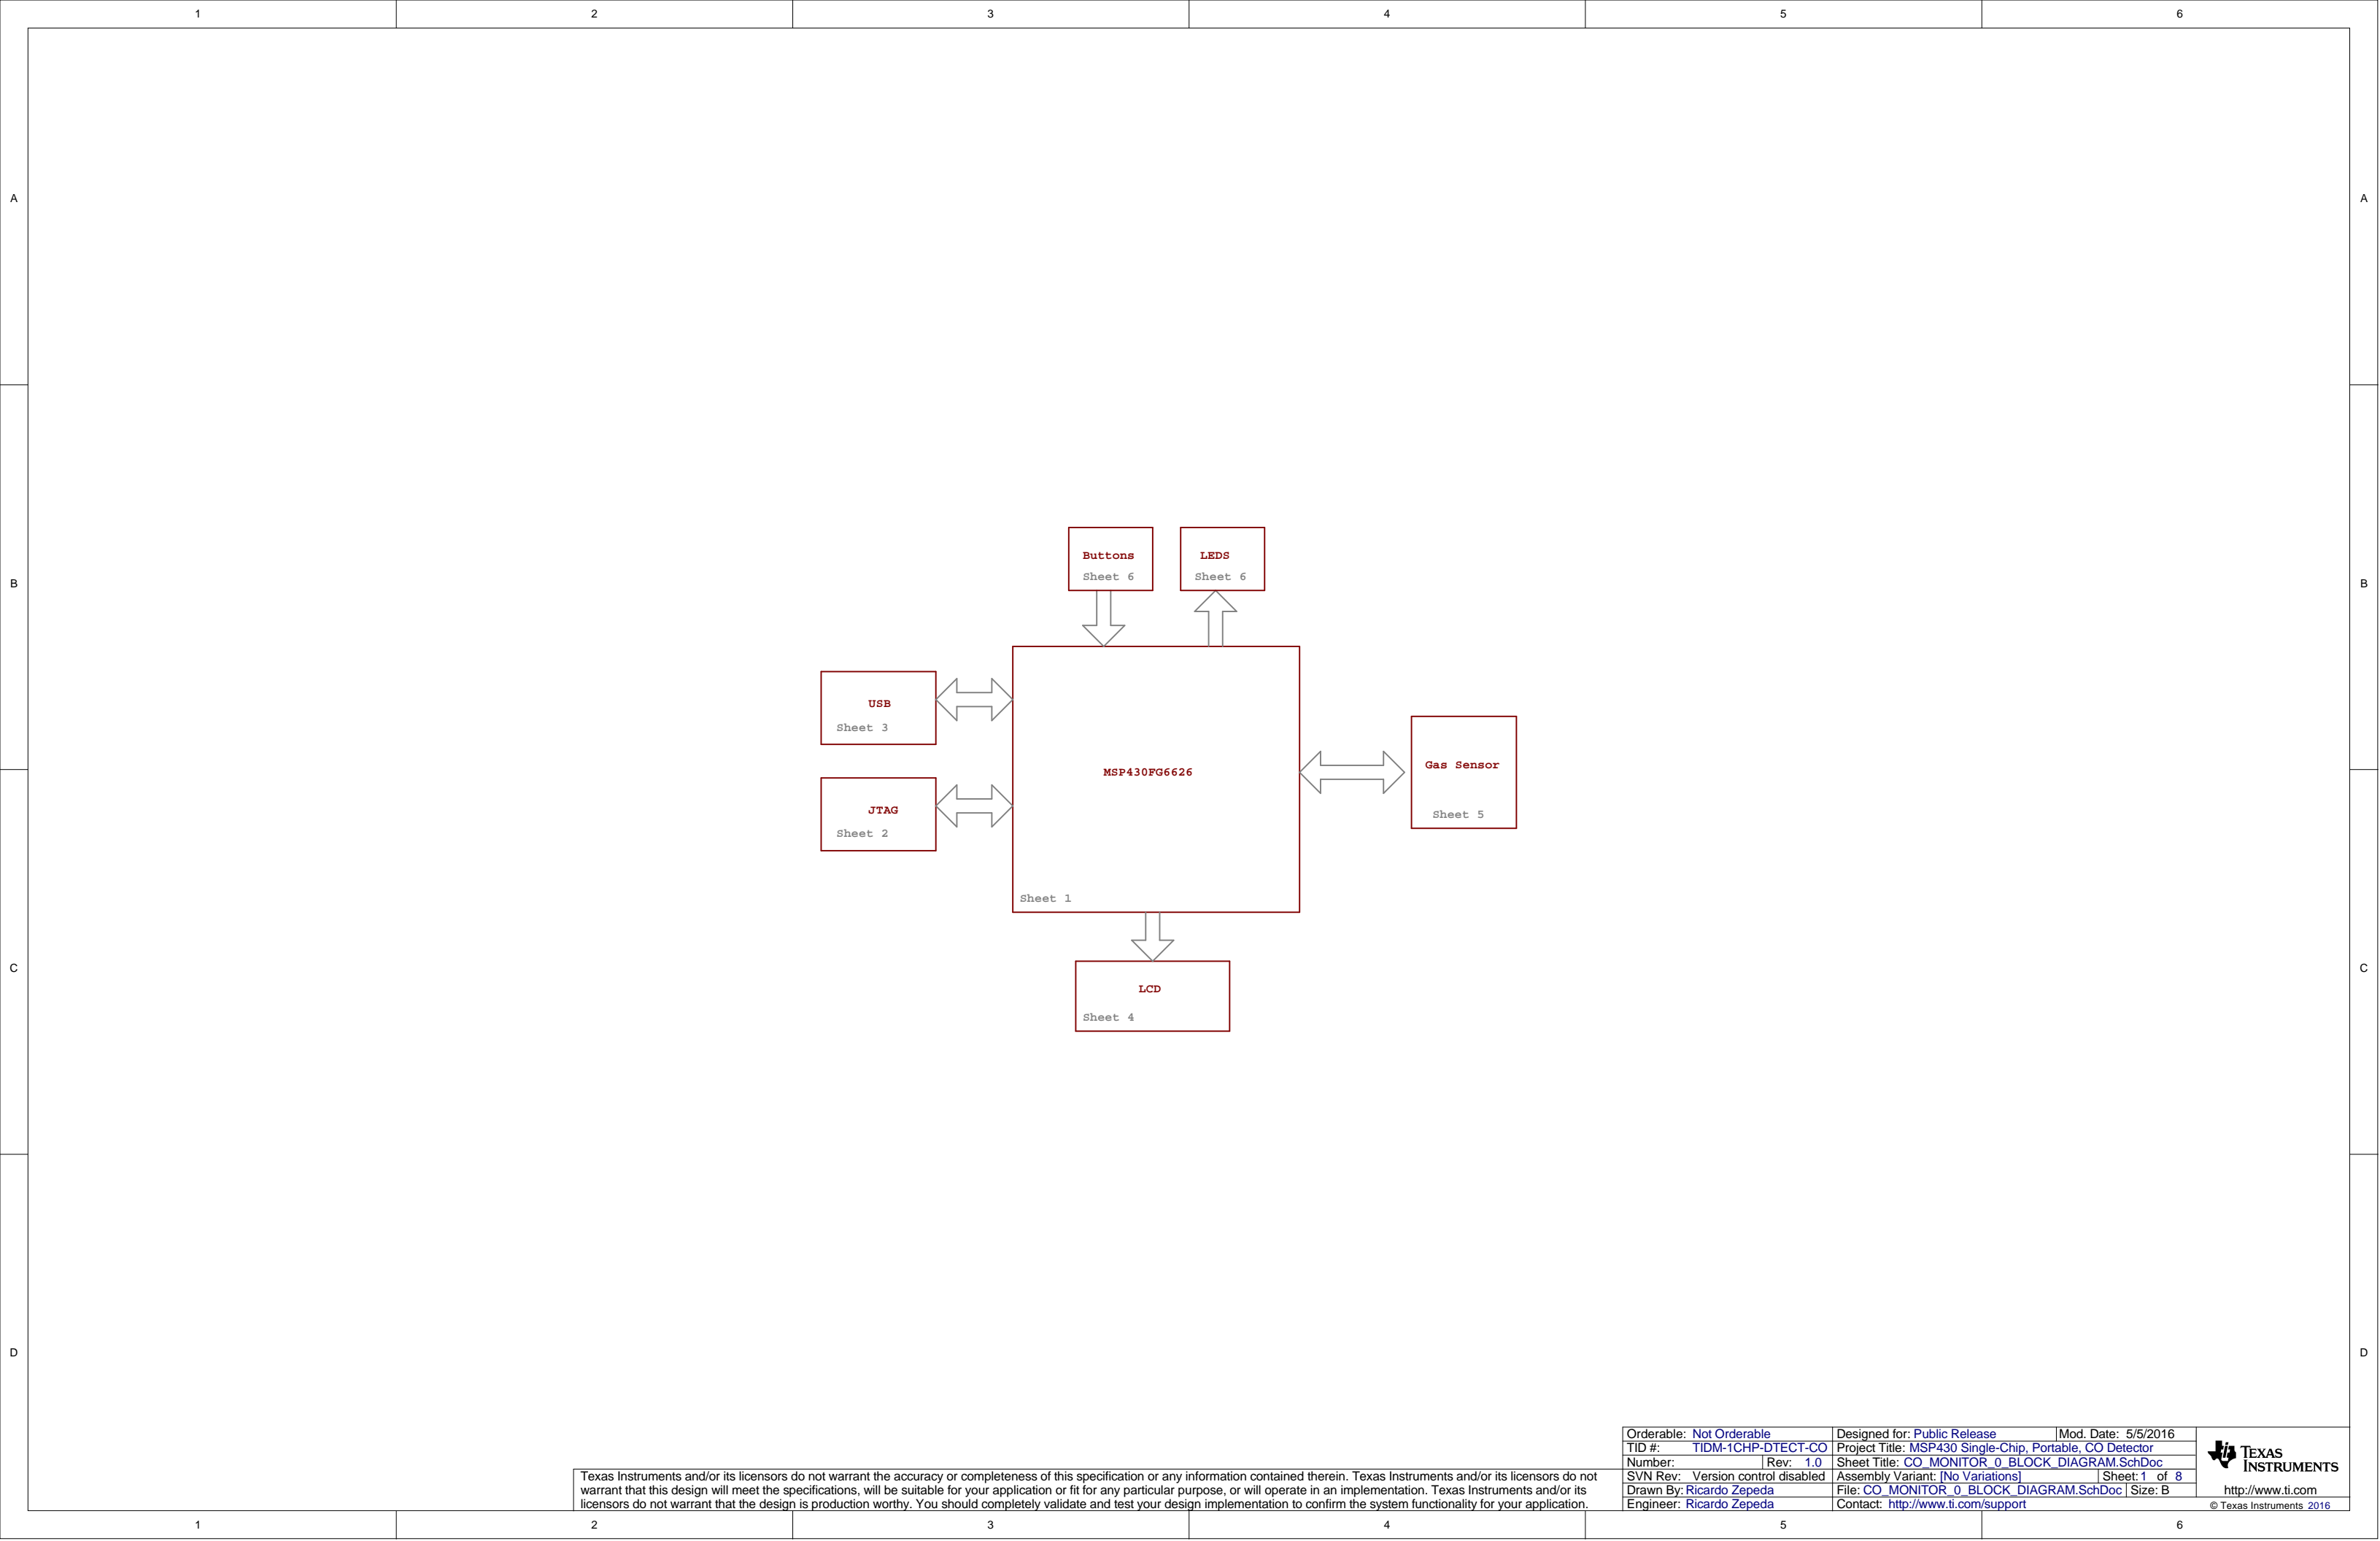 1 2 3 4 5 6
A A
Buttons
Sheet 6
LEDS
Sheet 6
B B
USB
Sheet 3
MSP430FG6626
Gas Sensor
Sheet 5
JTAG
Sheet 2
Sheet 1
C C
LCD
Sheet 4
D D
Texas Instruments and/or its licensors do not warrant the accuracy or completeness of this specification or any information contained therein. Texas Instruments and/or its licensors do not
warrant that this design will meet the specifications, will be suitable for your application or fit for any particular purpose, or will operate in an implementation. Texas Instruments and/or its
licensors do not warrant that the design is production worthy. You should completely validate and test your design implementation to confirm the system functionality for your application.
Orderable: Not Orderable Designed for: Public Release Mod. Date: 5/5/2016
TID #: TIDM-1CHP-DTECT-CO Project Title: MSP430 Single-Chip, Portable, CO Detector
Number: Rev: 1.0 Sheet Title: CO_MONITOR_0_BLOCK_DIAGRAM.SchDoc
SVN Rev: Version control disabled Assembly Variant: [No Variations] Sheet: 1 of 8
Drawn By: Ricardo Zepeda File: CO_MONITOR_0_BLOCK_DIAGRAM.SchDoc Size: B
Engineer: Ricardo Zepeda Contact: http://www.ti.com/support
TEXAS
INSTRUMENTS
http://www.ti.com
© Texas Instruments 2016
1 2 3 4 5 6